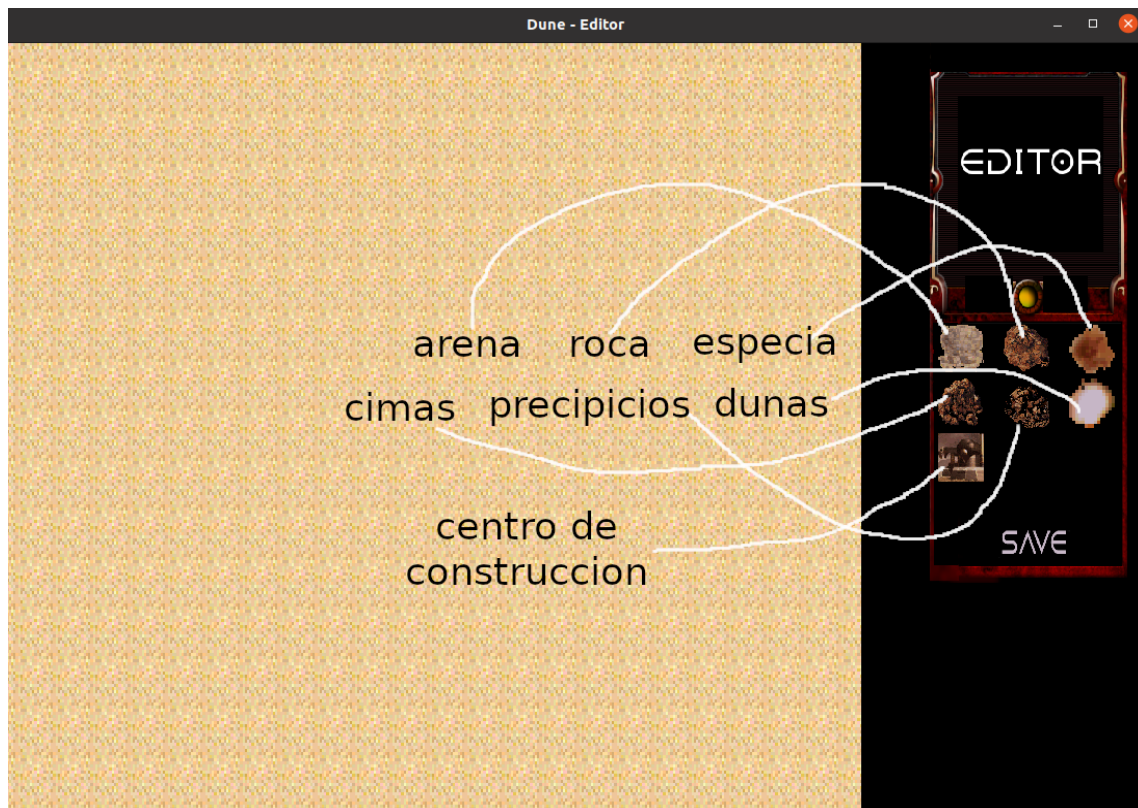 Dune - Editor
EDITOR
arena roca especia
cimas precipicios dunas
centro de
construccion
SAVE